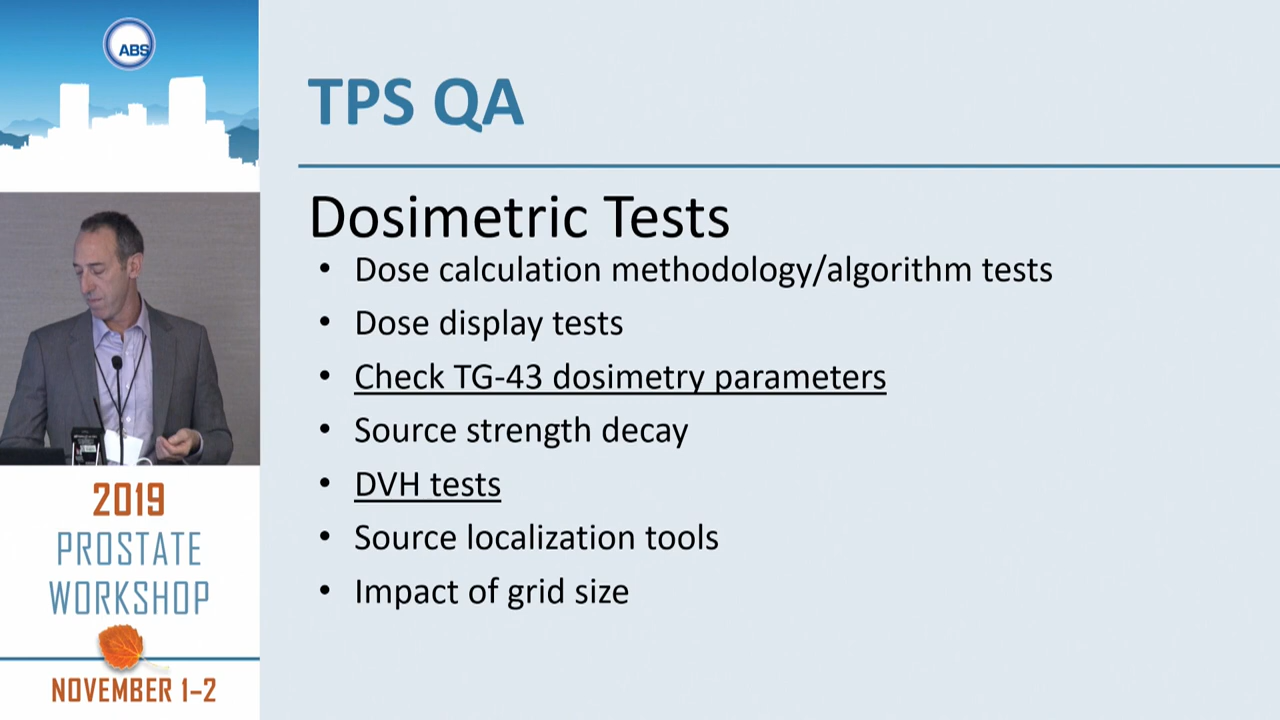 ABS
TPS QA
Dosimetric Tests
• Dose calculation methodology/algorithm tests
• Dose display tests
• Check TG-43 dosimetry parameters
• Source strength decay
• DVH tests
• Source localization tools
• Impact of grid size
2019
PROSTATE
WORKSHOP
NOVEMBER 1–2